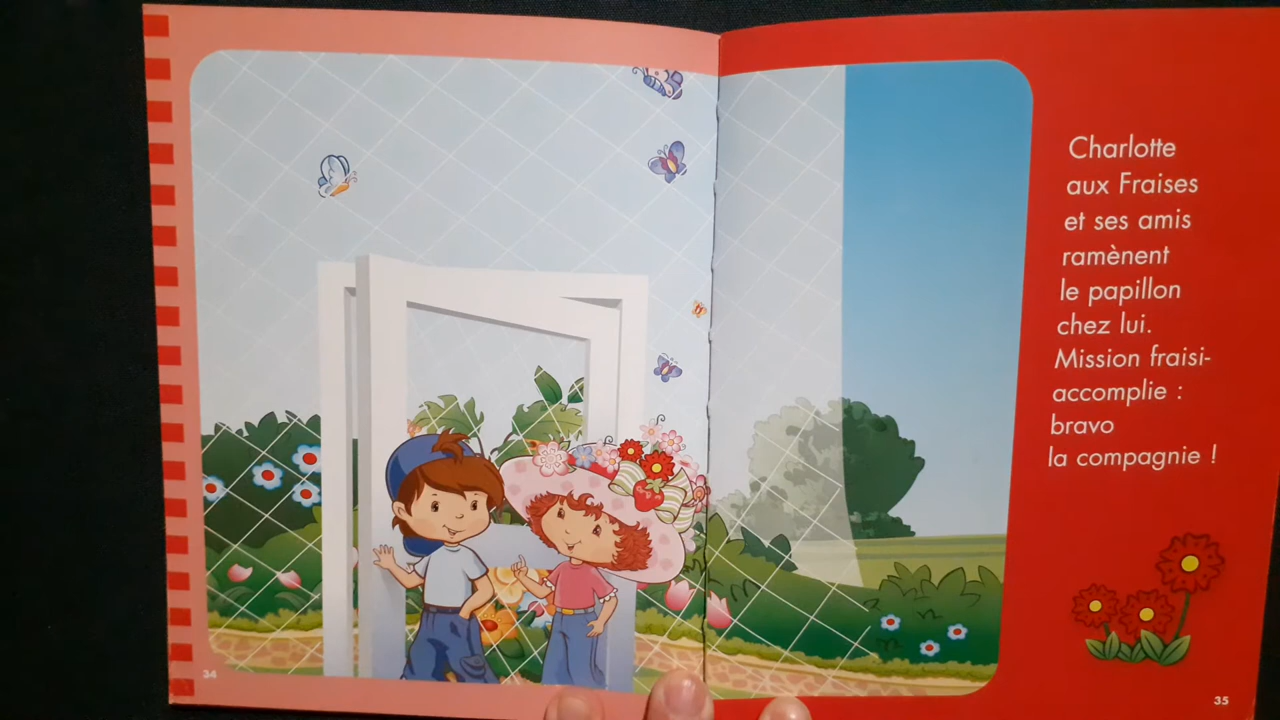 Charlotte
aux Fraises
et ses amis
ramènent
le papillon
chez lui.
Mission fraisi-
accomplie :
bravo
la compagnie !
34
35